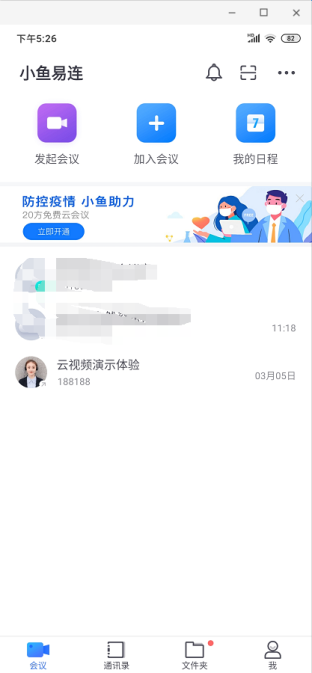 下午5:26
82
小鱼易连
发起会议
加入会议
7
我的日程
防控疫情 小鱼助力
20方免费云会议
立即开通
11:18
云视频演示体验
188188
03月05日
会议
通讯录
文件夹
我